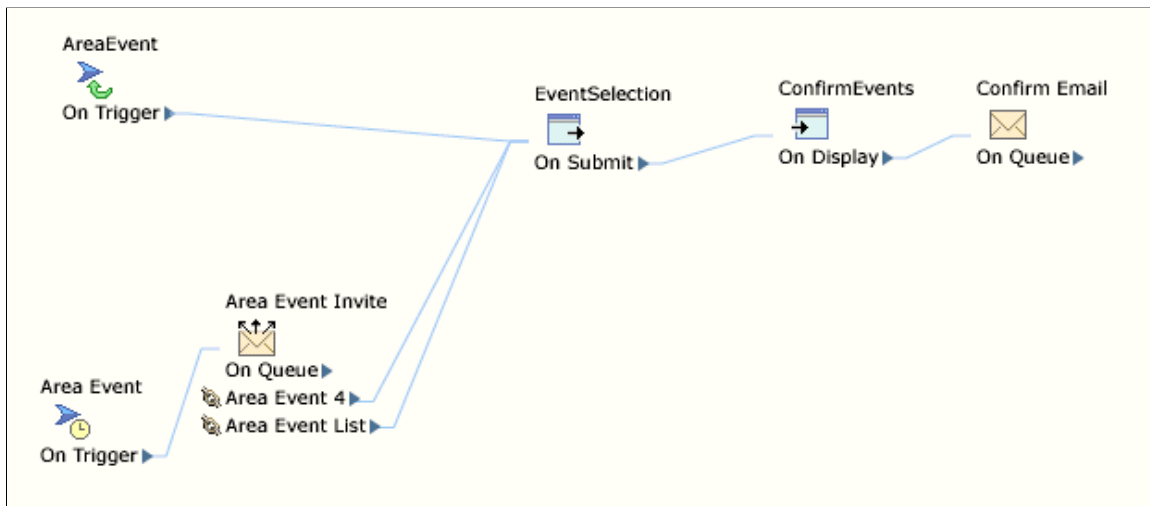 AreaEvent
On Trigger
EventSelection
On Submit
ConfirmEvents
On Display
Confirm Email
On Queue
Area Event Invite
On Queue
Area Event 4
Area Event List
Area Event
On Trigger